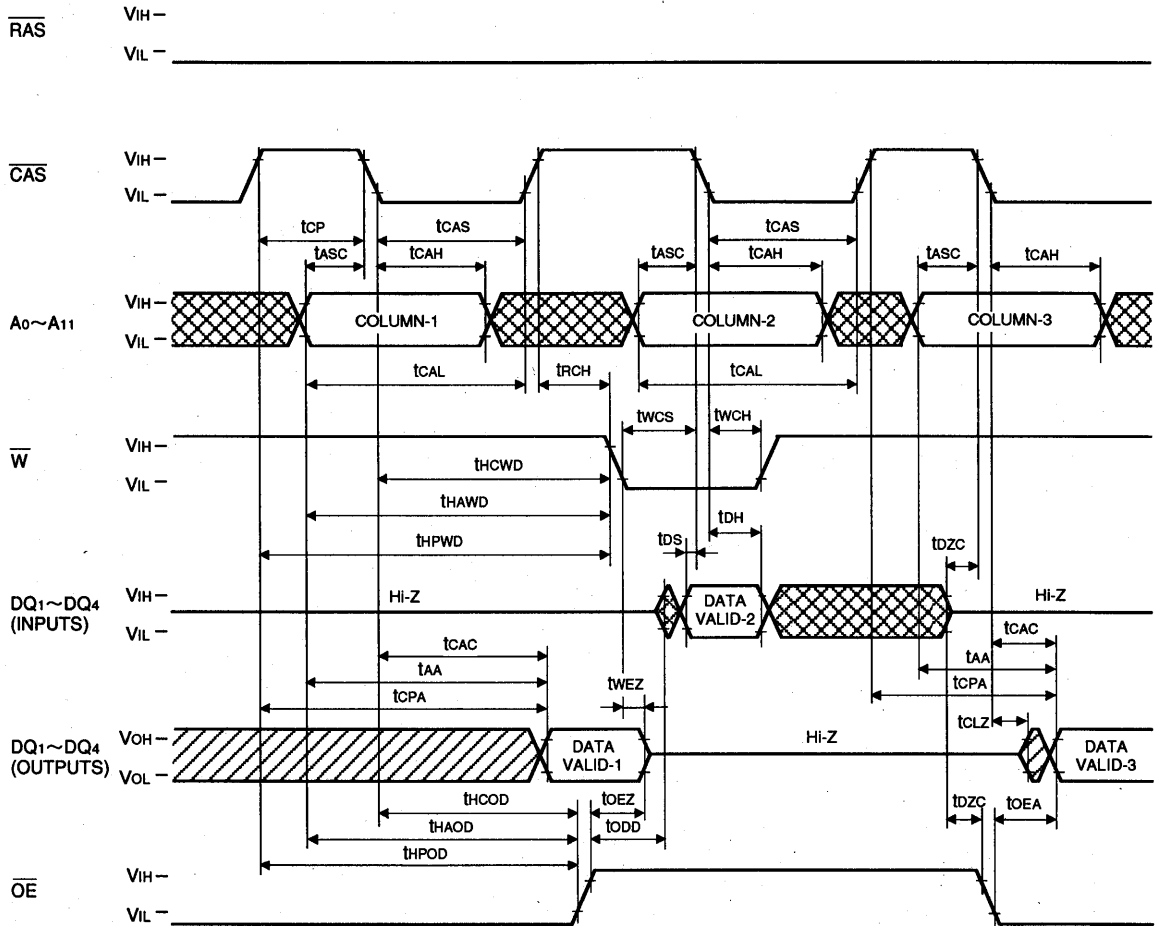 RAS
VIH
VIL
CAS
VIH
VIL
tCP
tCAS
tCAS
tASC
tCAH
tASC
tCAH
tASC
tCAH
A0~A11
VIH
VIL
COLUMN-1
COLUMN-2
COLUMN-3
tCAL
tRCH
tCAL
W
VIH
VIL
tWCS
tWCH
tHCWD
tHAWD
tHPWD
tDS
tDH
tDZC
DQ1~DQ4
(INPUTS)
VIH
VIL
Hi-Z
DATA
VALID-2
Hi-Z
tCAC
tAA
tCPA
tWEZ
tCAC
tAA
tCPA
tCLZ
DQ1~DQ4
(OUTPUTS)
VOH
VOL
DATA
VALID-1
Hi-Z
DATA
VALID-3
tHCOD
tHAOD
tHPOD
tOEZ
tODD
tDZC
tOEA
OE
VIH
VIL